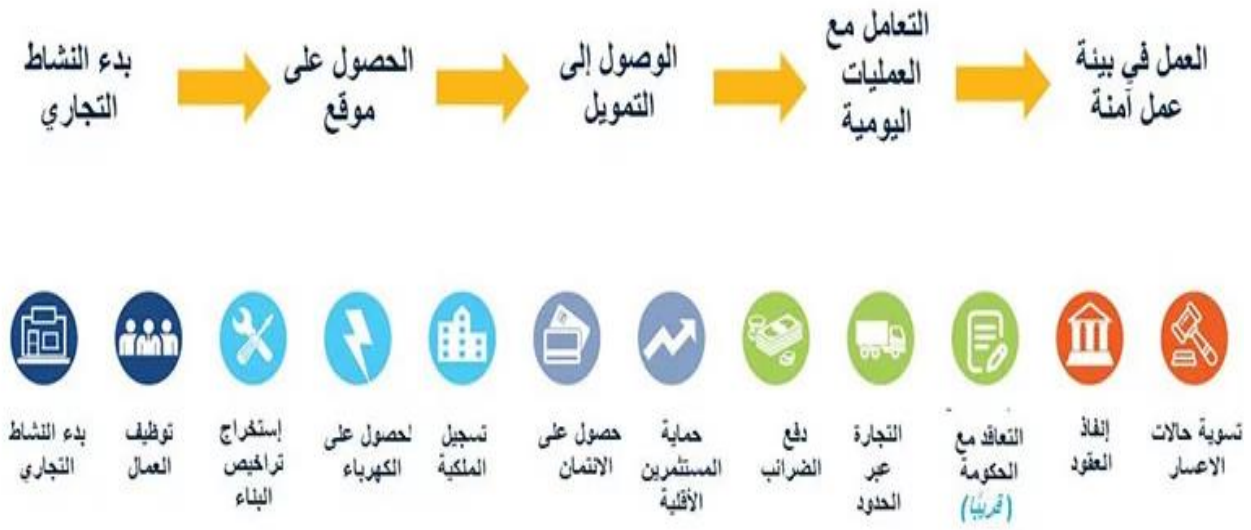 بدء النشاط
التجاري
الحصول على
موقع
الوصول إلى
التمويل
التعامل مع
العمليات
اليومية
العمل في بيئة
عمل آمنة
بدء النشاط
التجاري
توظيف
العمال
إستخراج
تراخيص
البناء
لحصول على
الكهرباء
تسجيل
الملكية
حصول على
الائتمان
حماية
المستثمرين
الأقلية
دفع
الضرائب
التجارة
عبر
الحدود
التعاقد مع
الحكومة
(قريبًا)
إنفاذ
العقود
تسوية حالات
الاعسار